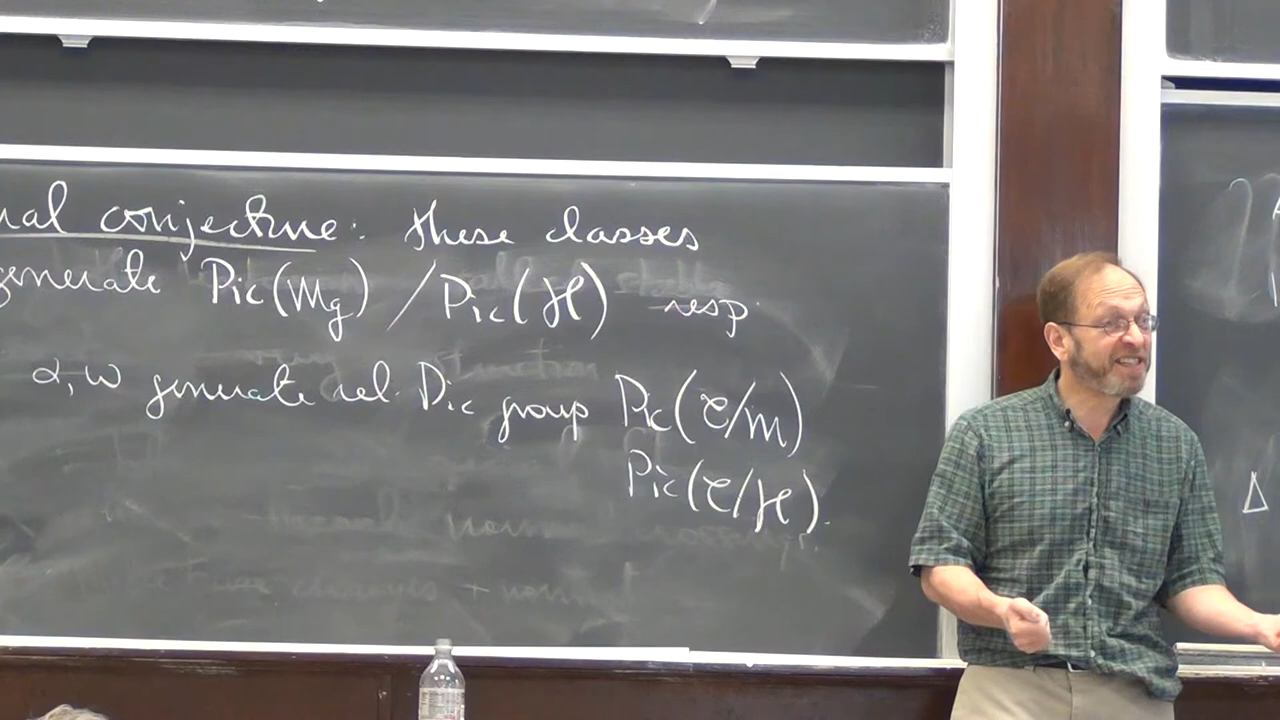 nal conjecture: these classes
generate Pic(Mg) / Pic(ℋ) resp.
α, ω generate rel. Pic group Pic(𝒞/M)
Pic(𝒞/ℋ).
Δ